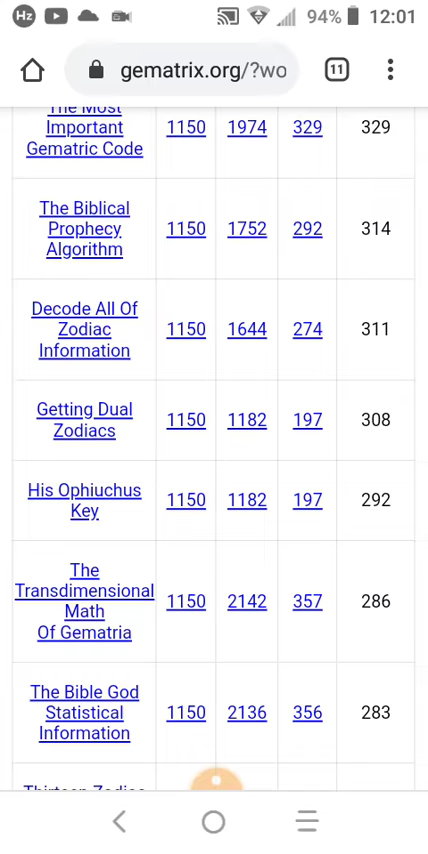 Hz 94% 12:01
gematrix.org/?wo 11
The Most
Important
Gematric Code 1150 1974 329 329
The Biblical
Prophecy
Algorithm 1150 1752 292 314
Decode All Of
Zodiac
Information 1150 1644 274 311
Getting Dual
Zodiacs 1150 1182 197 308
His Ophiuchus
Key 1150 1182 197 292
The
Transdimensional
Math
Of Gematria 1150 2142 357 286
The Bible God
Statistical
Information 1150 2136 356 283
Thirteen Zodiac